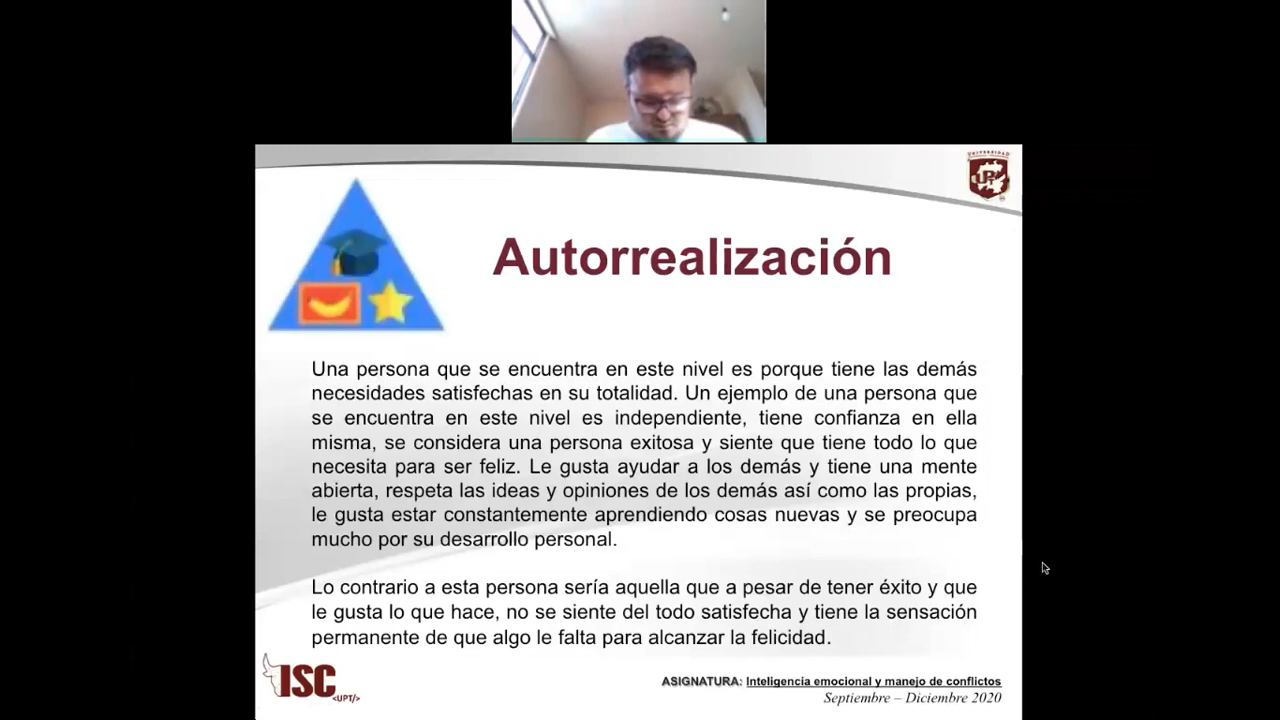 UNIVERSIDAD
UPT
Autorrealización
Una persona que se encuentra en este nivel es porque tiene las demás
necesidades satisfechas en su totalidad. Un ejemplo de una persona que
se encuentra en este nivel es independiente, tiene confianza en ella
misma, se considera una persona exitosa y siente que tiene todo lo que
necesita para ser feliz. Le gusta ayudar a los demás y tiene una mente
abierta, respeta las ideas y opiniones de los demás así como las propias,
le gusta estar constantemente aprendiendo cosas nuevas y se preocupa
mucho por su desarrollo personal.
Lo contrario a esta persona sería aquella que a pesar de tener éxito y que
le gusta lo que hace, no se siente del todo satisfecha y tiene la sensación
permanente de que algo le falta para alcanzar la felicidad.
ISC
<UPT/>
ASIGNATURA: Inteligencia emocional y manejo de conflictos
Septiembre – Diciembre 2020